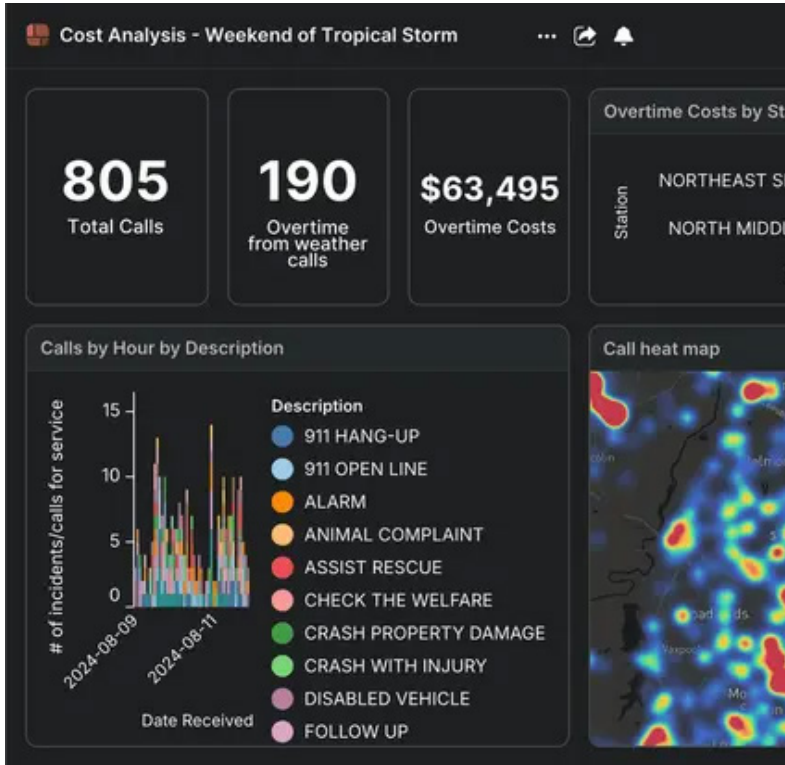 Cost Analysis - Weekend of Tropical Storm
805
Total Calls
190
Overtime
from weather
calls
$63,495
Overtime Costs
Overtime Costs by St
Station
NORTHEAST S
NORTH MIDD
Calls by Hour by Description
# of incidents/calls for service
15
10
5
0
2024-08-09
2024-08-11
Date Received
Description
911 HANG-UP
911 OPEN LINE
ALARM
ANIMAL COMPLAINT
ASSIST RESCUE
CHECK THE WELFARE
CRASH PROPERTY DAMAGE
CRASH WITH INJURY
DISABLED VEHICLE
FOLLOW UP
Call heat map
Mo